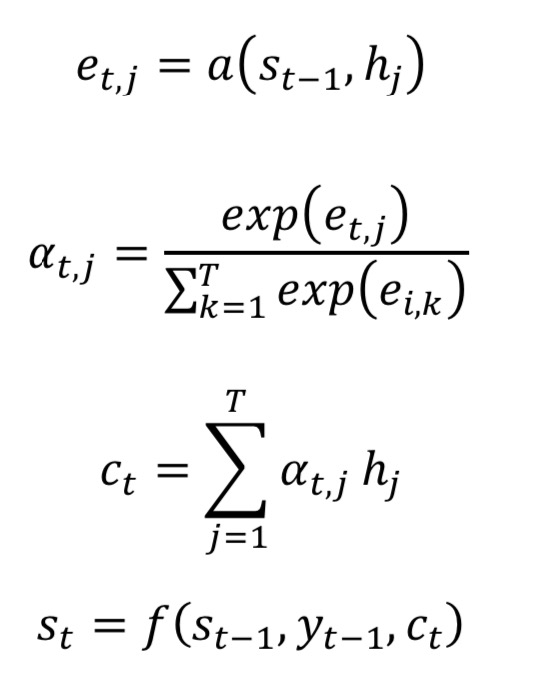 e_{t,j} = a(s_{t−1}, h_j)
α_{t,j} = exp(e_{t,j}) / ∑_{k=1}^{T} exp(e_{i,k})
c_t = ∑_{j=1}^{T} α_{t,j} h_j
s_t = f(s_{t−1}, y_{t−1}, c_t)